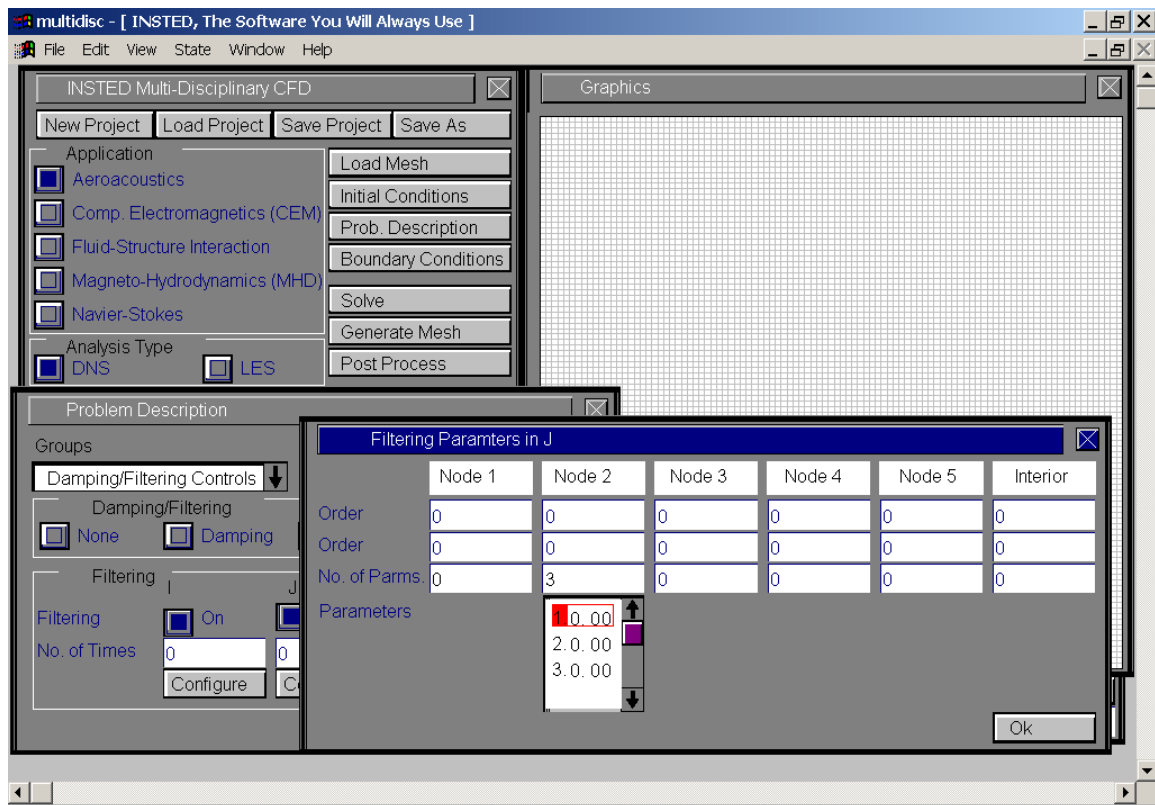 multidisc - [ INSTED, The Software You Will Always Use ]
File Edit View State Window Help
INSTED Multi-Disciplinary CFD
New Project Load Project Save Project Save As
Application
Aeroacoustics
Comp. Electromagnetics (CEM)
Fluid-Structure Interaction
Magneto-Hydrodynamics (MHD)
Navier-Stokes
Analysis Type
DNS LES
Load Mesh
Initial Conditions
Prob. Description
Boundary Conditions
Solve
Generate Mesh
Post Process
Graphics
Problem Description
Groups
Damping/Filtering Controls
Damping/Filtering
None Damping
Filtering I J
Filtering On
No. of Times 0 0
Configure C
Filtering Paramters in J
Node 1 Node 2 Node 3 Node 4 Node 5 Interior
Order 0 0 0 0 0 0
Order 0 0 0 0 0 0
No. of Parms. 0 3 0 0 0 0
Parameters
1.0.00
2.0.00
3.0.00
Ok